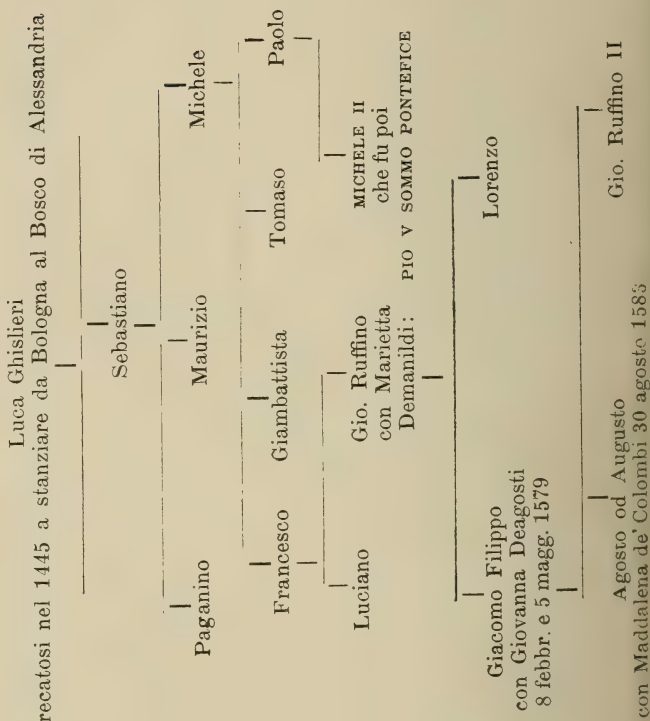 Luca Ghislieri
recatosi nel 1445 a stanziare da Bologna al Bosco di Alessandria
Sebastiano
Paganino Maurizio Michele
Francesco Giambattista Tomaso Paolo
Luciano
Gio. Ruffino
con Marietta
Demanildi:
MICHELE II
che fu poi
PIO V SOMMO PONTEFICE
Giacomo Filippo
con Giovanna Deagosti
8 febbr. e 5 magg. 1579
Lorenzo
Agosto od Augusto
con Maddalena de' Colombi 30 agosto 1583
Gio. Ruffino II